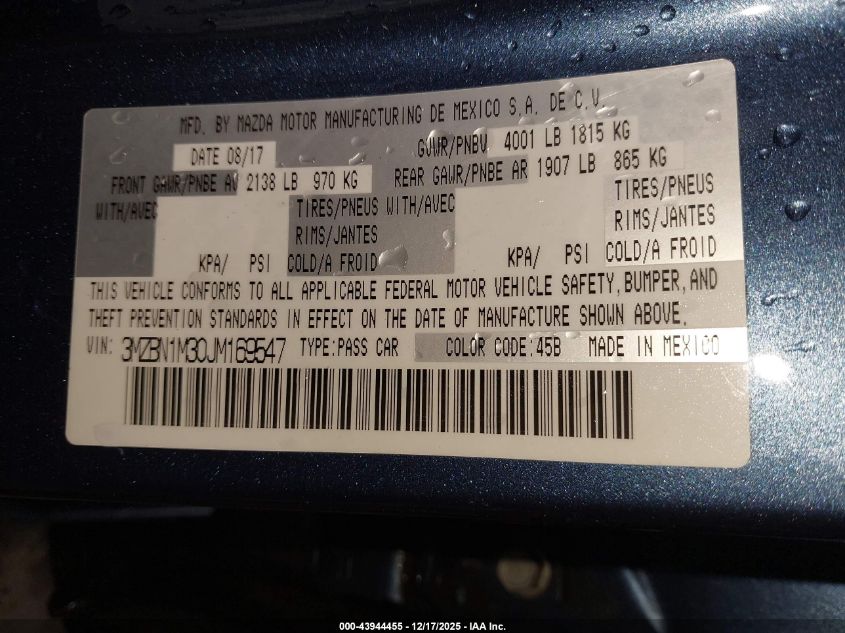 MFD. BY MAZDA MOTOR MANUFACTURING DE MEXICO S.A. DE C.V.
DATE 08/17 GVWR/PNBV 4001 LB 1815 KG
FRONT GAWR/PNBE AV 2138 LB 970 KG REAR GAWR/PNBE AR 1907 LB 865 KG
WITH/AVEC TIRES/PNEUS WITH/AVEC TIRES/PNEUS
RIMS/JANTES RIMS/JANTES
KPA/ PSI COLD/A FROID KPA/ PSI COLD/A FROID
THIS VEHICLE CONFORMS TO ALL APPLICABLE FEDERAL MOTOR VEHICLE SAFETY, BUMPER, AND
THEFT PREVENTION STANDARDS IN EFFECT ON THE DATE OF MANUFACTURE SHOWN ABOVE.
VIN: 3MZBN1M30JM169547 TYPE:PASS CAR COLOR CODE:45B MADE IN MEXICO
000-43944455 - 12/17/2025 - IAA Inc.